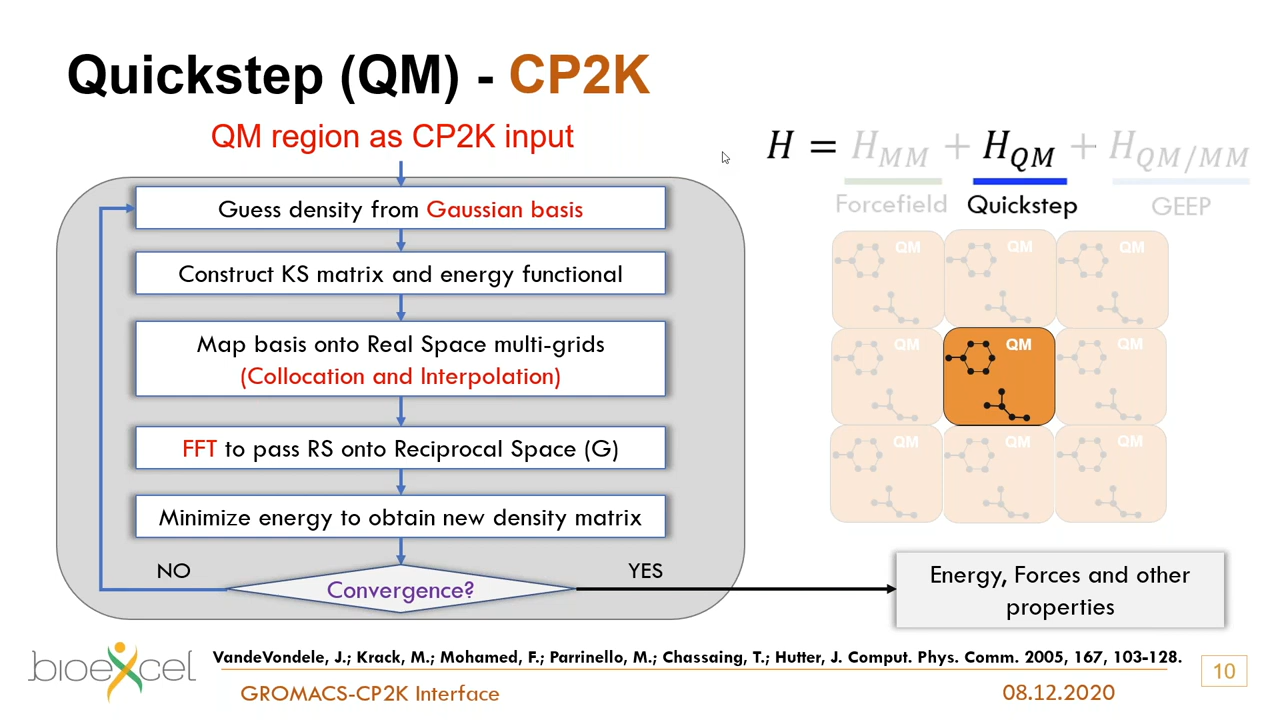 Quickstep (QM) - CP2K
QM region as CP2K input
Guess density from Gaussian basis
Construct KS matrix and energy functional
Map basis onto Real Space multi-grids
(Collocation and Interpolation)
FFT to pass RS onto Reciprocal Space (G)
Minimize energy to obtain new density matrix
NO
Convergence?
YES
H = H_MM + H_QM + H_QM/MM
Forcefield
Quickstep
GEEP
QM
QM
QM
QM
QM
QM
QM
QM
QM
Energy, Forces and other
properties
bioexcel
VandeVondele, J.; Krack, M.; Mohamed, F.; Parrinello, M.; Chassaing, T.; Hutter, J. Comput. Phys. Comm. 2005, 167, 103-128.
GROMACS-CP2K Interface
08.12.2020
10